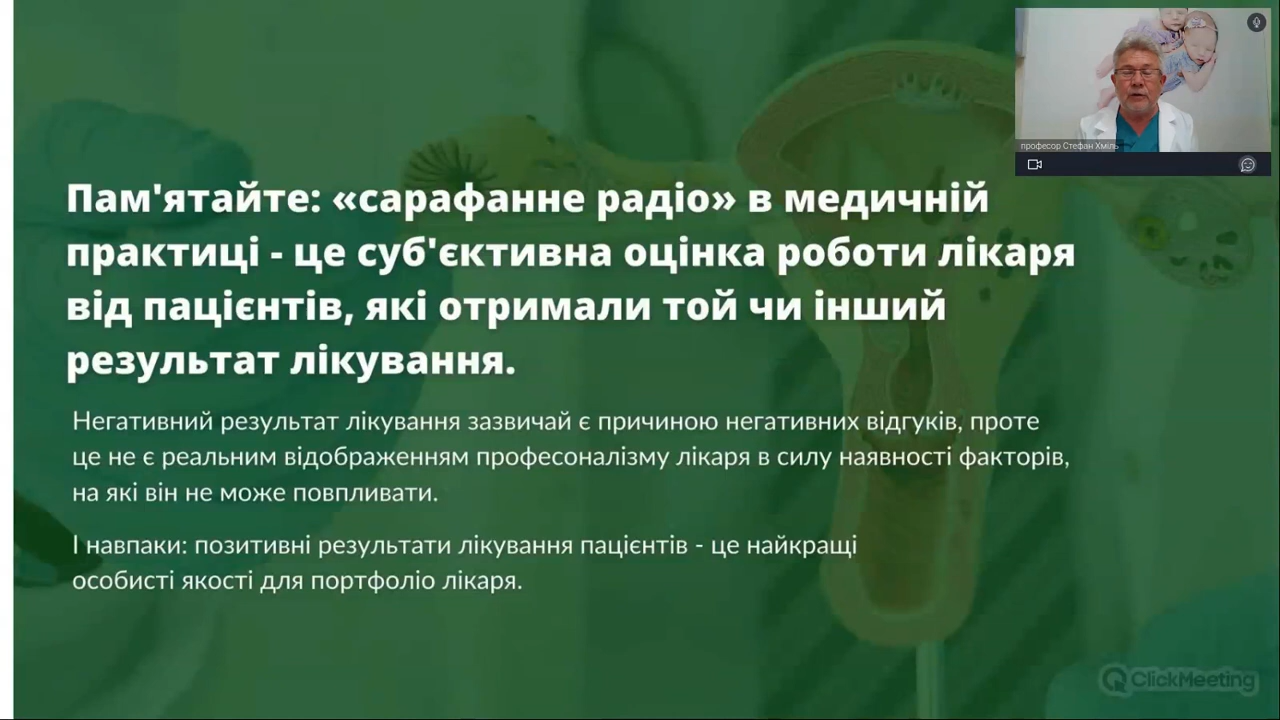 професор Стефан Хміль
Пам'ятайте: «сарафанне радіо» в медичній
практиці - це суб'єктивна оцінка роботи лікаря
від пацієнтів, які отримали той чи інший
результат лікування.
Негативний результат лікування зазвичай є причиною негативних відгуків, проте
це не є реальним відображенням професоналізму лікаря в силу наявності факторів,
на які він не може повпливати.
І навпаки: позитивні результати лікування пацієнтів - це найкращі
особисті якості для портфоліо лікаря.
ClickMeeting